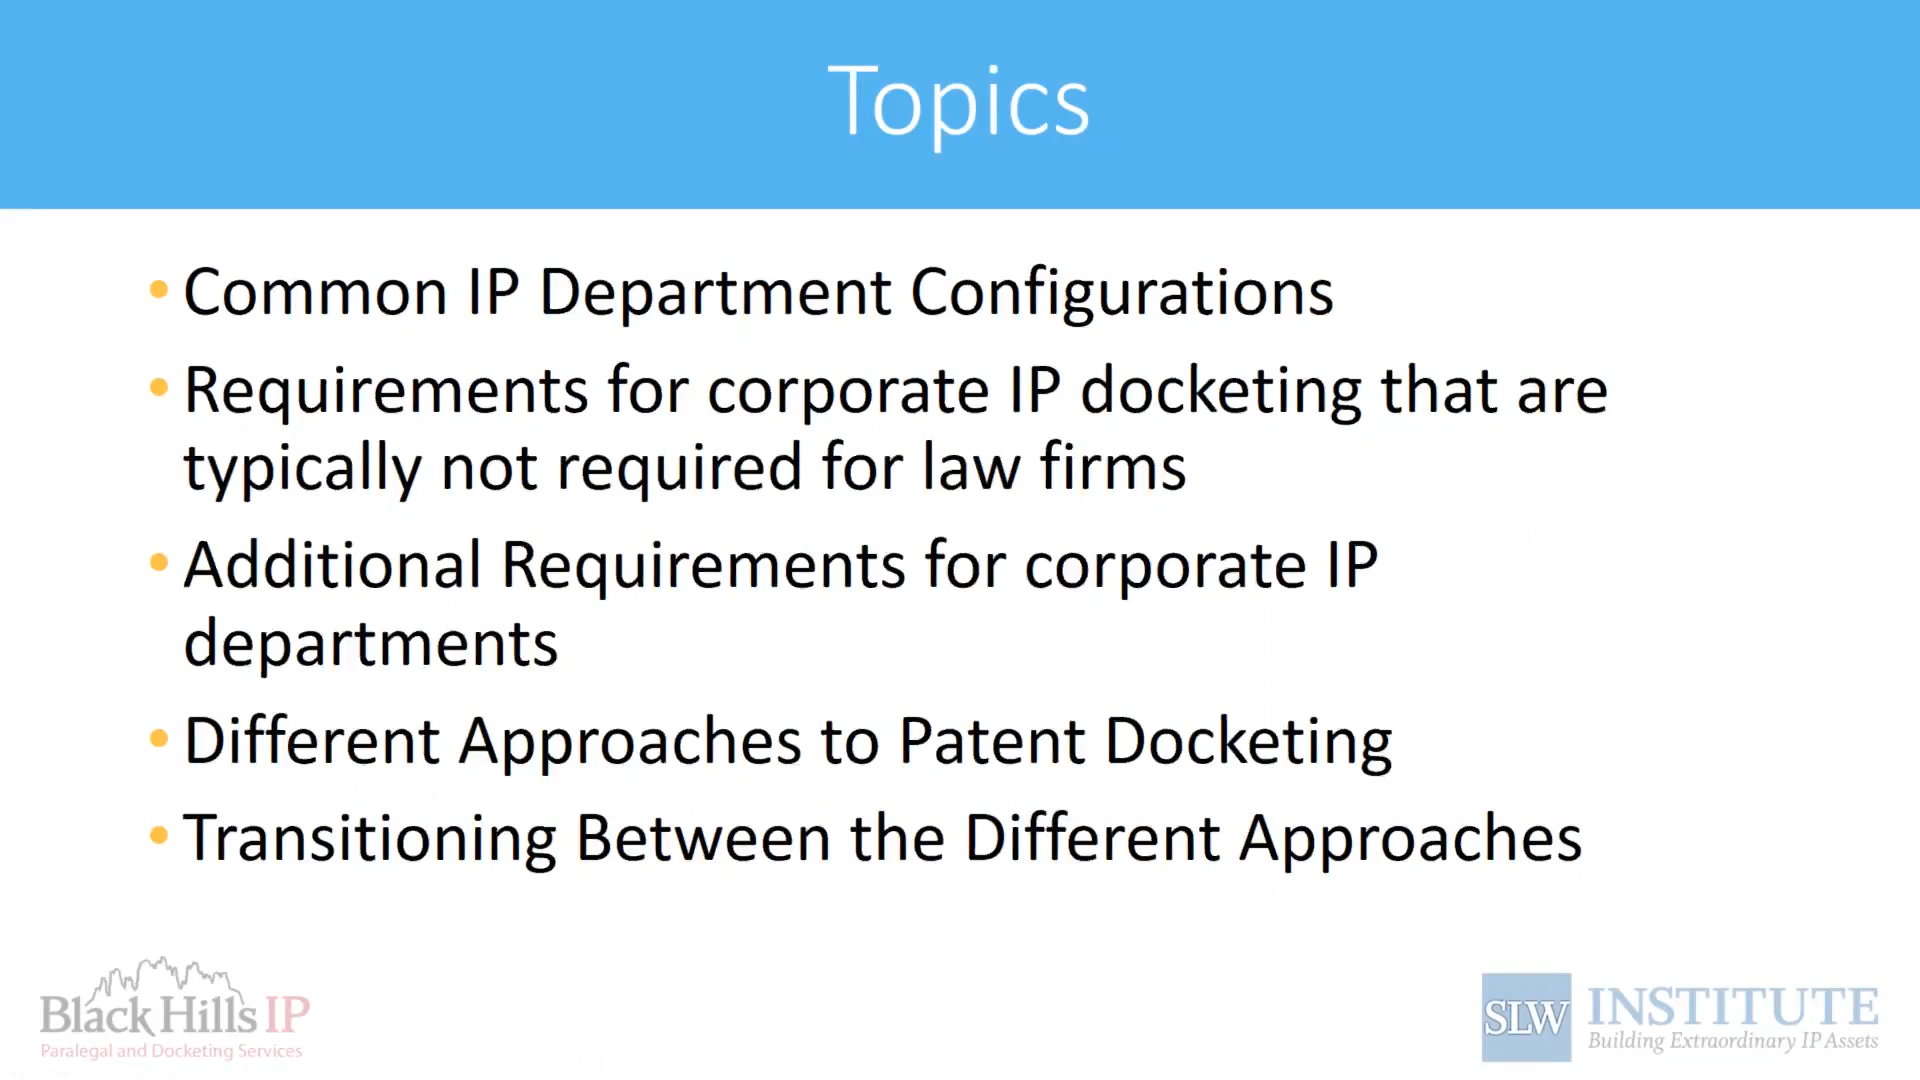 Topics
• Common IP Department Configurations
• Requirements for corporate IP docketing that are
typically not required for law firms
• Additional Requirements for corporate IP
departments
• Different Approaches to Patent Docketing
• Transitioning Between the Different Approaches
Black Hills IP
Paralegal and Docketing Services
SLW INSTITUTE
Building Extraordinary IP Assets